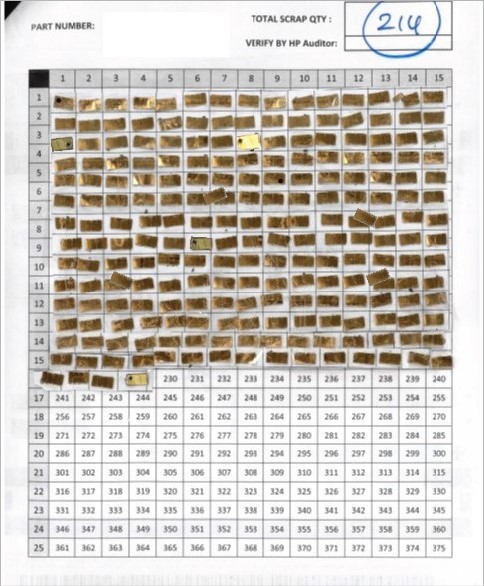 PART NUMBER:
TOTAL SCRAP QTY :
214
VERIFY BY HP Auditor:
1 2 3 4 5 6 7 8 9 10 11 12 13 14 15
1
2
3
4
5
6
7
8
9
10
11
12
13
14
15
230 231 232 233 234 235 236 237 238 239 240
17 241 242 243 244 245 246 247 248 249 250 251 252 253 254 255
18 256 257 258 259 260 261 262 263 264 265 266 267 268 269 270
19 271 272 273 274 275 276 277 278 279 280 281 282 283 284 285
20 286 287 288 289 290 291 292 293 294 295 296 297 298 299 300
21 301 302 303 304 305 306 307 308 309 310 311 312 313 314 315
22 316 317 318 319 320 321 322 323 324 325 326 327 328 329 330
23 331 332 333 334 335 336 337 338 339 340 341 342 343 344 345
24 346 347 348 349 350 351 352 353 354 355 356 357 358 359 360
25 361 362 363 364 365 366 367 368 369 370 371 372 373 374 375